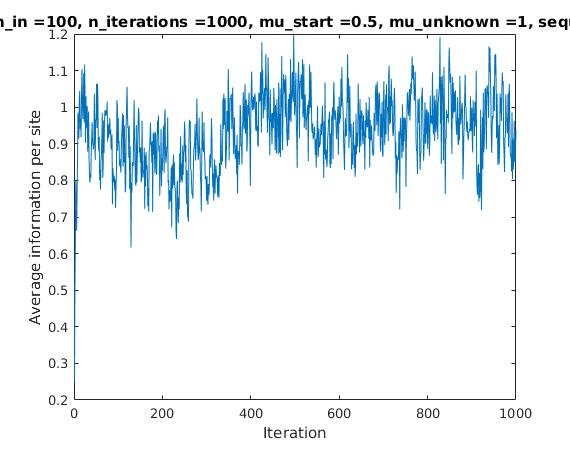 =100, n_iterations =1000, mu_start =0.5, mu_unknown =1,
1.2
1.1
1
0.9
0.8
0.7
0.6
0.5
0.4
0.3
0.2
Average information per site
0 200 400 600 800 1000
Iteration